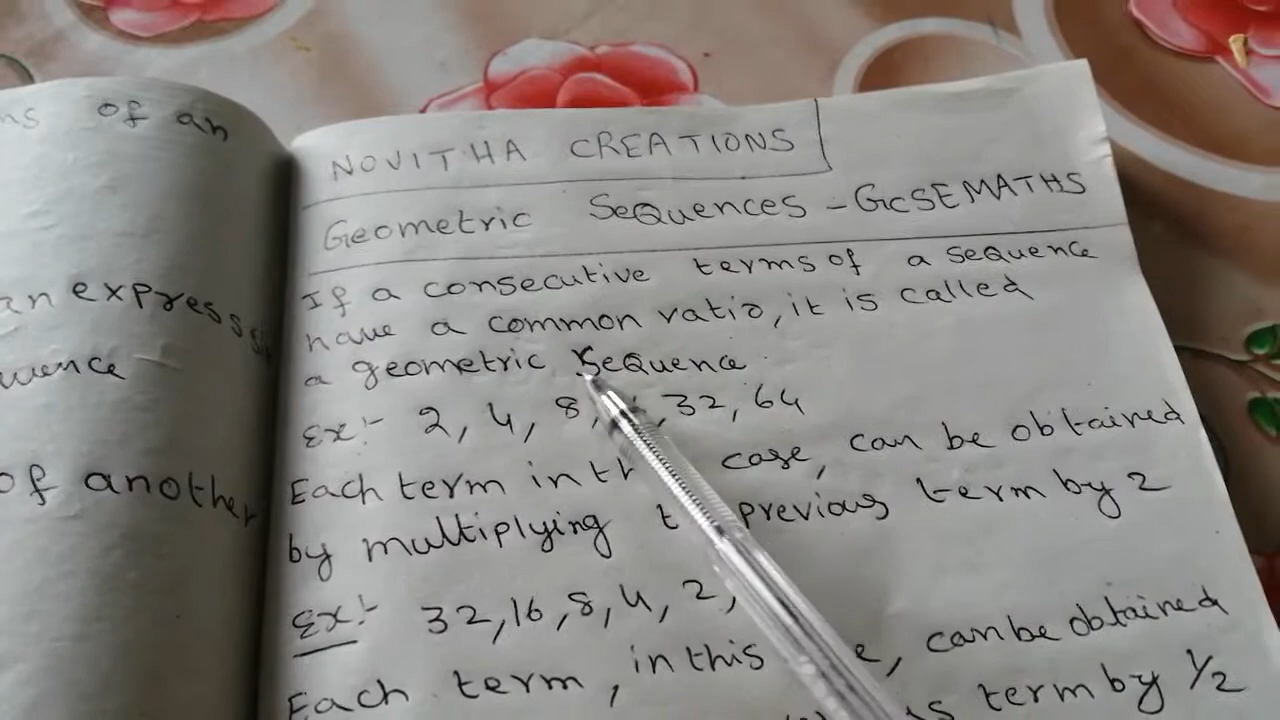 ns of an
an express
uence
of another
NOVITHA CREATIONS
Geometric SeQuences - GCSE MATHS
If a consecutive terms of a sequence
have a common ratio, it is called
a geometric seQuence.
Ex:- 2, 4, 8, , 32, 64
Each term in th case, can be obtained
by multiplying t previous term by 2
Ex:- 32, 16, 8, 4, 2,
Each term, in this e, can be obtained
term by 1/2